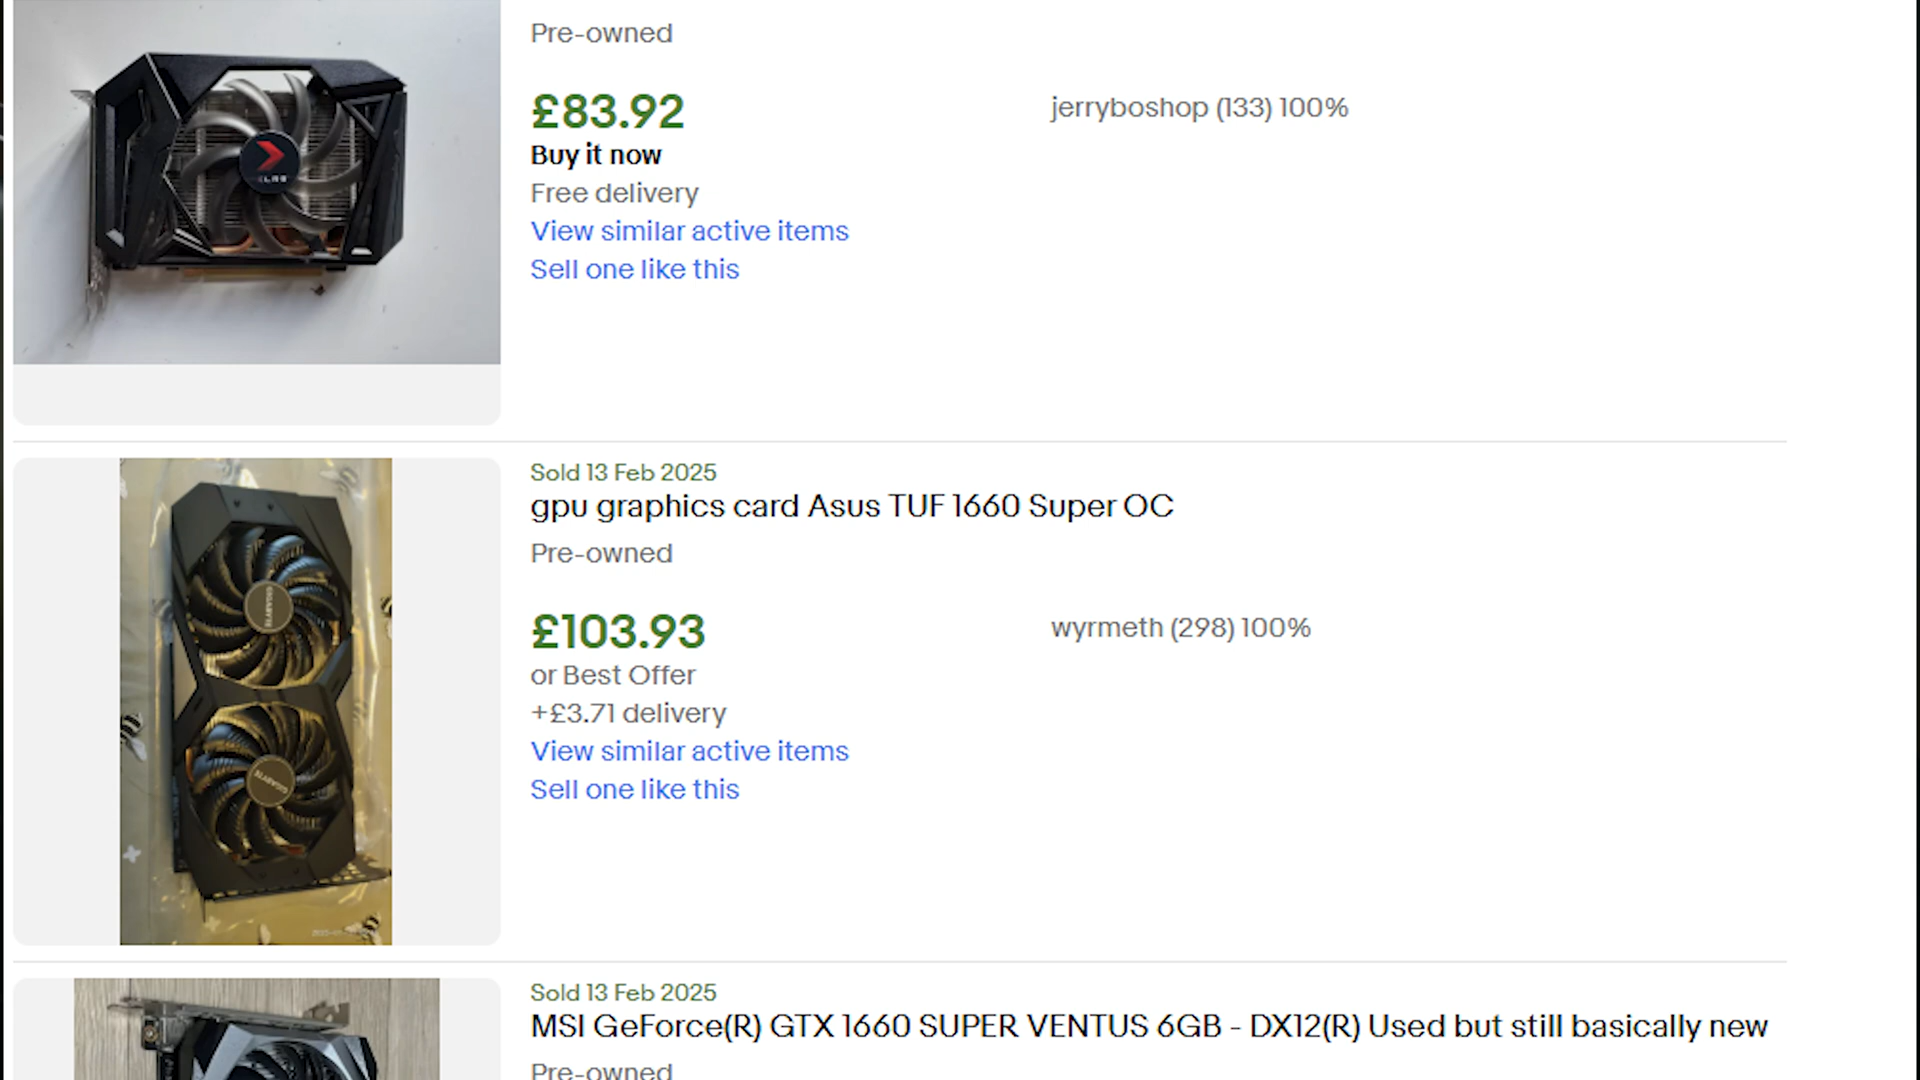 Pre-owned
£83.92
jerryboshop (133) 100%
Buy it now
Free delivery
View similar active items
Sell one like this
Sold 13 Feb 2025
gpu graphics card Asus TUF 1660 Super OC
Pre-owned
£103.93
wyrmeth (298) 100%
or Best Offer
+£3.71 delivery
View similar active items
Sell one like this
GIGABYTE
GIGABYTE
Sold 13 Feb 2025
MSI GeForce(R) GTX 1660 SUPER VENTUS 6GB - DX12(R) Used but still basically new
Pre-owned